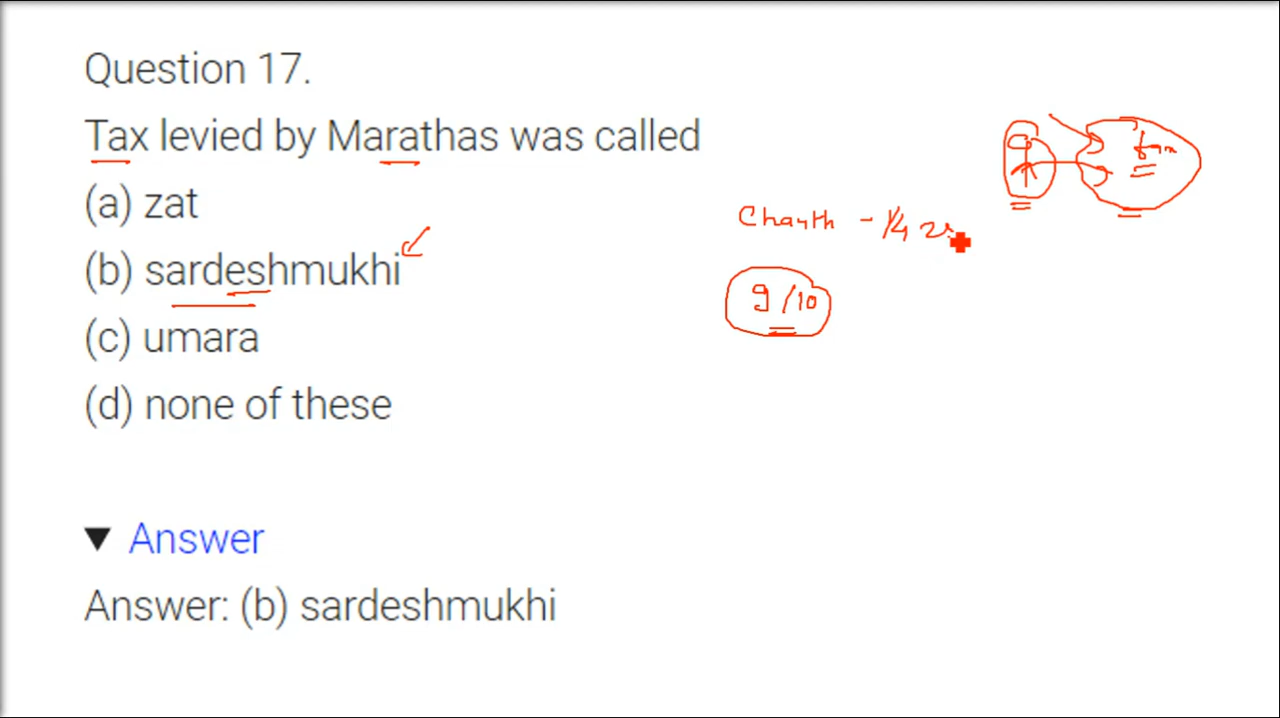 Question 17.
Tax levied by Marathas was called
(a) zat
(b) sardeshmukhi
(c) umara
(d) none of these
Chauth - 1/4
9/10
Answer
Answer: (b) sardeshmukhi